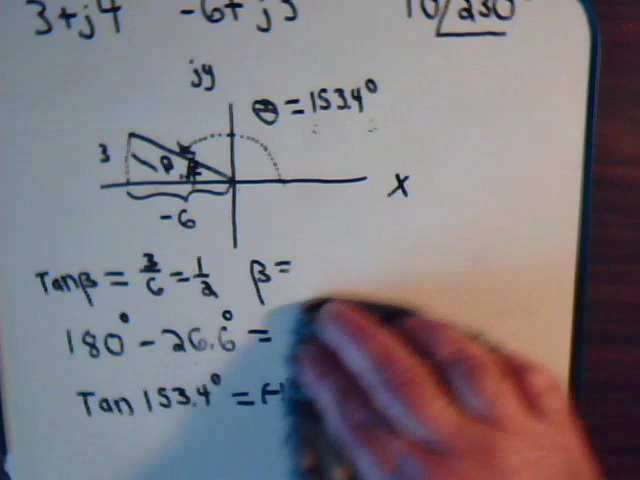 3+j4 -6+j3 10/230°
jy
θ = 153.4°
3 β
x
-6
Tanβ = 3/6 = 1/2 β =
180° - 26.6° =
Tan 153.4° = (-